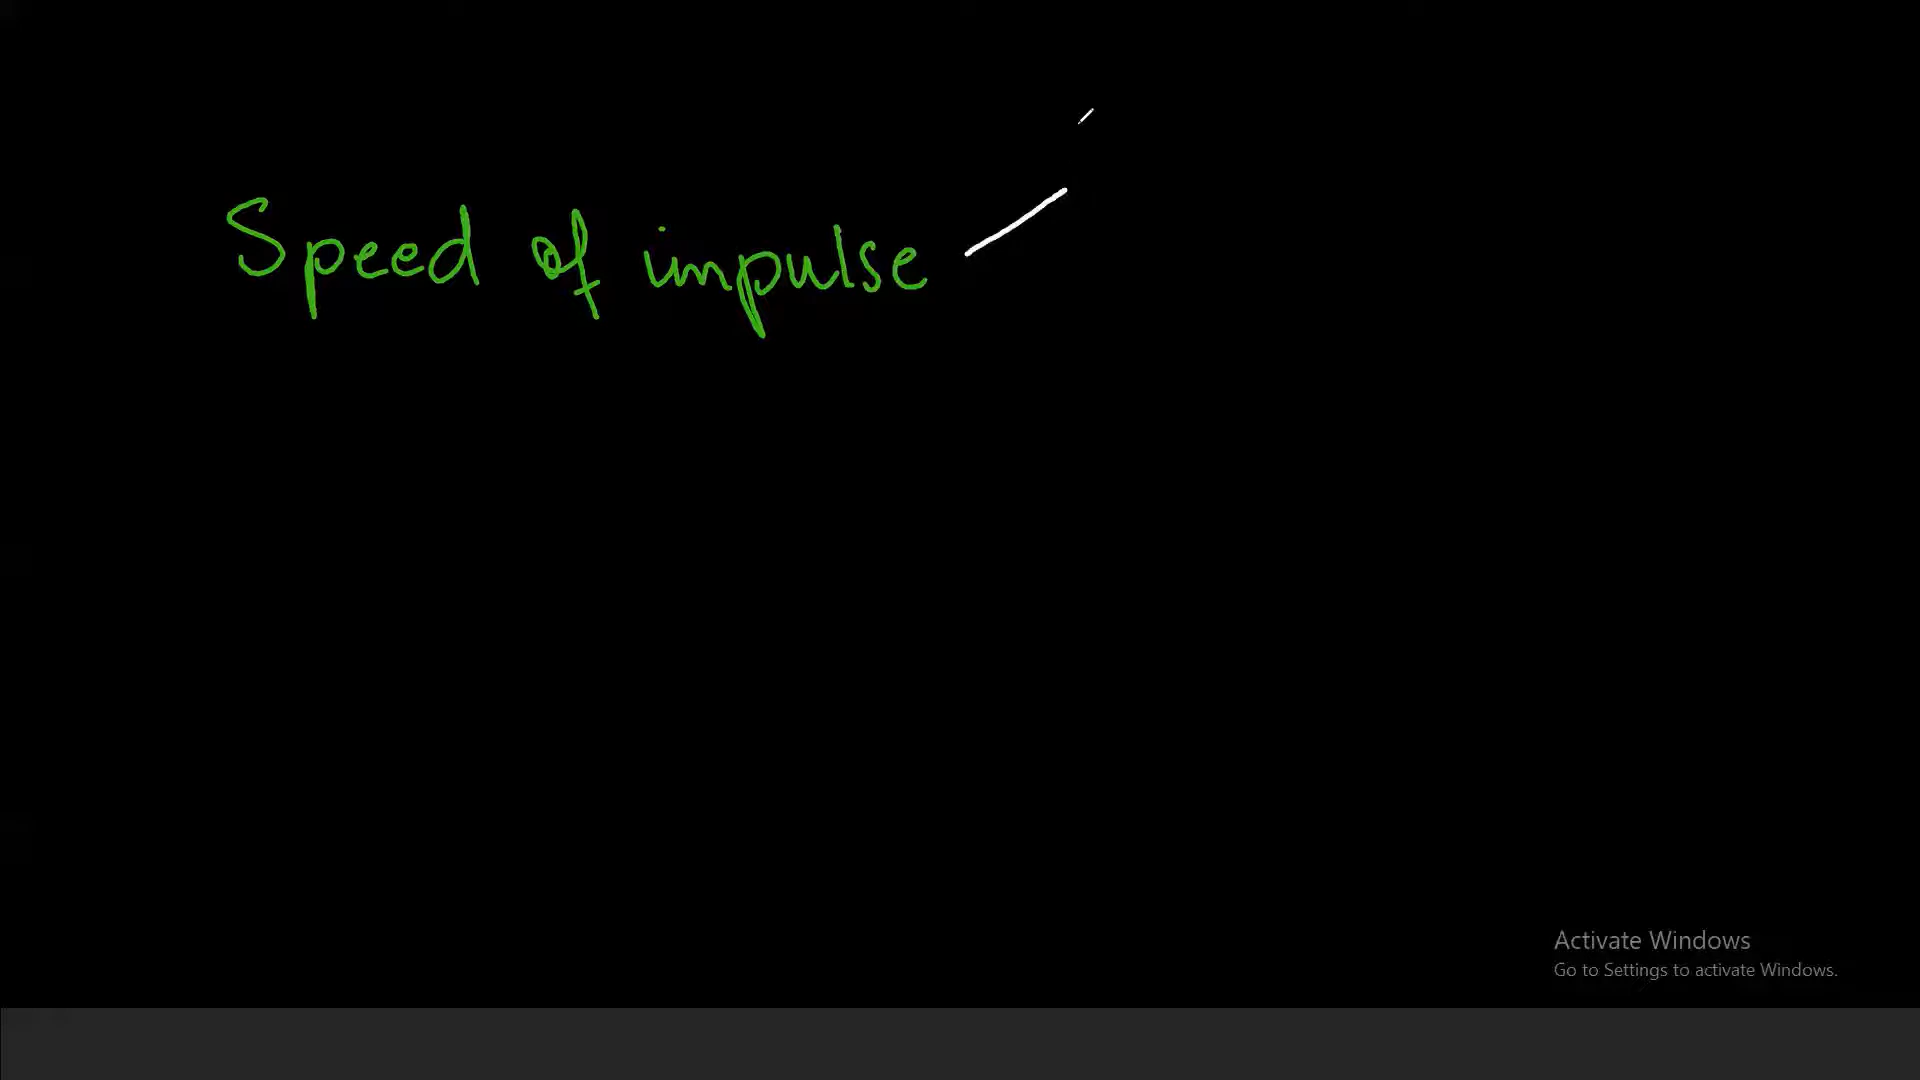 Speed of impulse
Activate Windows
Go to Settings to activate Windows.